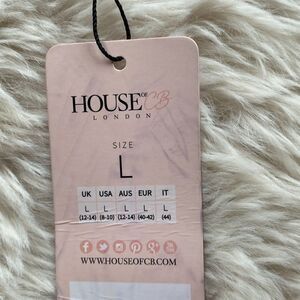 HOUSE OF CB
LONDON
SIZE
L
UK USA AUS EUR IT
L L L L L
(12-14) (8-10) (12-14) (40-42) (44)
WWW.HOUSEOFCB.COM